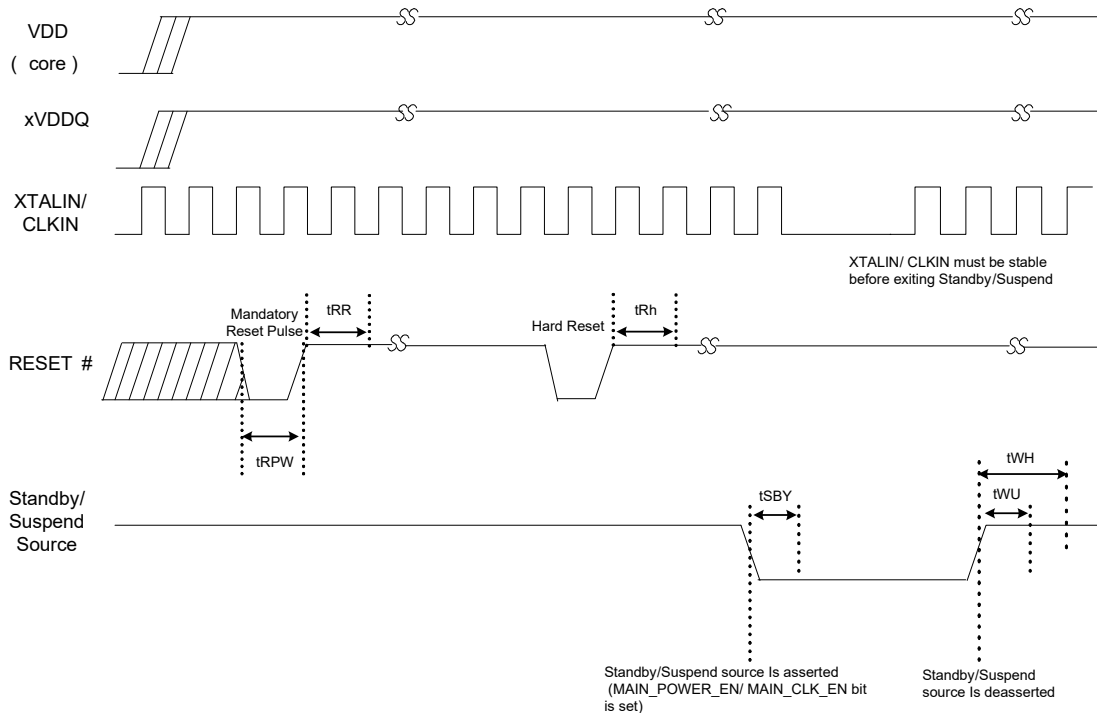 VDD
( core )
xVDDQ
XTALIN/
CLKIN
XTALIN/ CLKIN must be stable
before exiting Standby/Suspend
Mandatory
Reset Pulse
tRR
Hard Reset
tRh
RESET #
tRPW
Standby/
Suspend
Source
tSBY
tWH
tWU
Standby/Suspend source Is asserted
(MAIN_POWER_EN/ MAIN_CLK_EN bit
is set)
Standby/Suspend
source Is deasserted